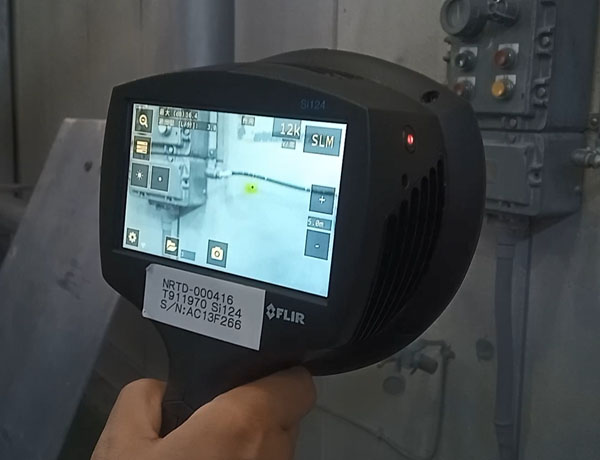 Si124
12k
SLM
+
5.0m
-
NRTD-000416
T911970 Si124
S/N:AC13F266
FLIR